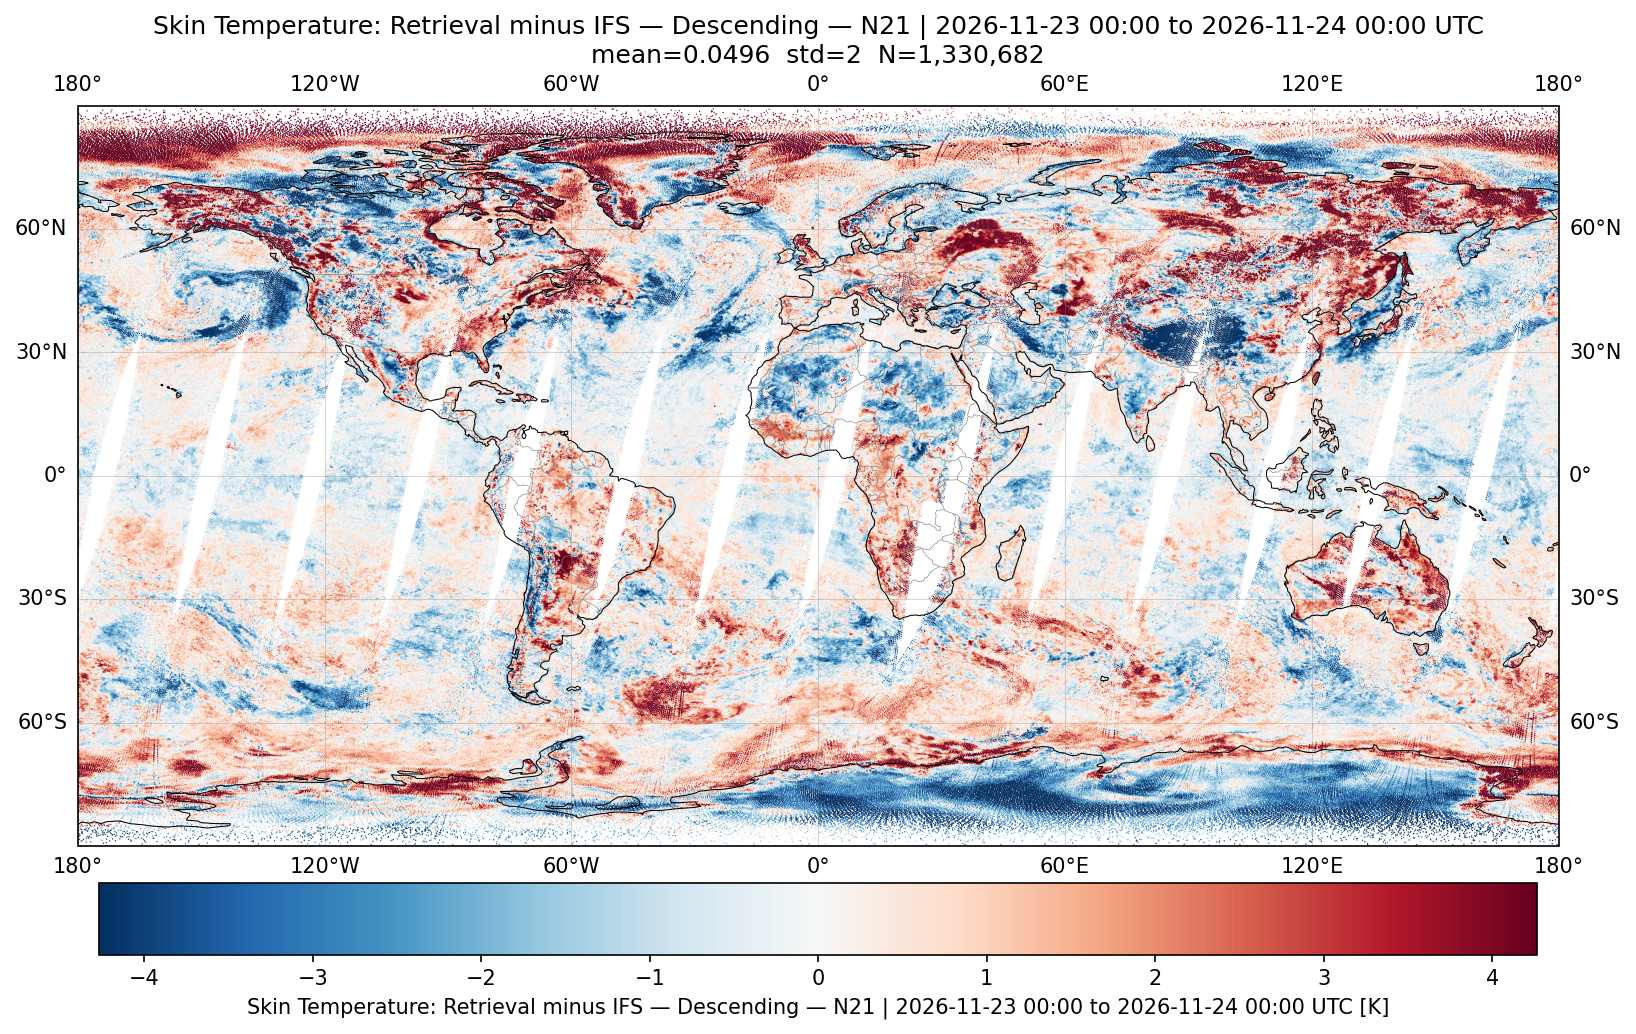 Skin Temperature: Retrieval minus IFS — Descending — N21 | 2026-11-23 00:00 to 2026-11-24 00:00 UTC
mean=0.0496  std=2  N=1,330,682
180° 120°W 60°W 0° 60°E 120°E 180°
60°N 60°N
30°N 30°N
0° 0°
30°S 30°S
60°S 60°S
180° 120°W 60°W 0° 60°E 120°E 180°
−4 −3 −2 −1 0 1 2 3 4
Skin Temperature: Retrieval minus IFS — Descending — N21 | 2026-11-23 00:00 to 2026-11-24 00:00 UTC [K]